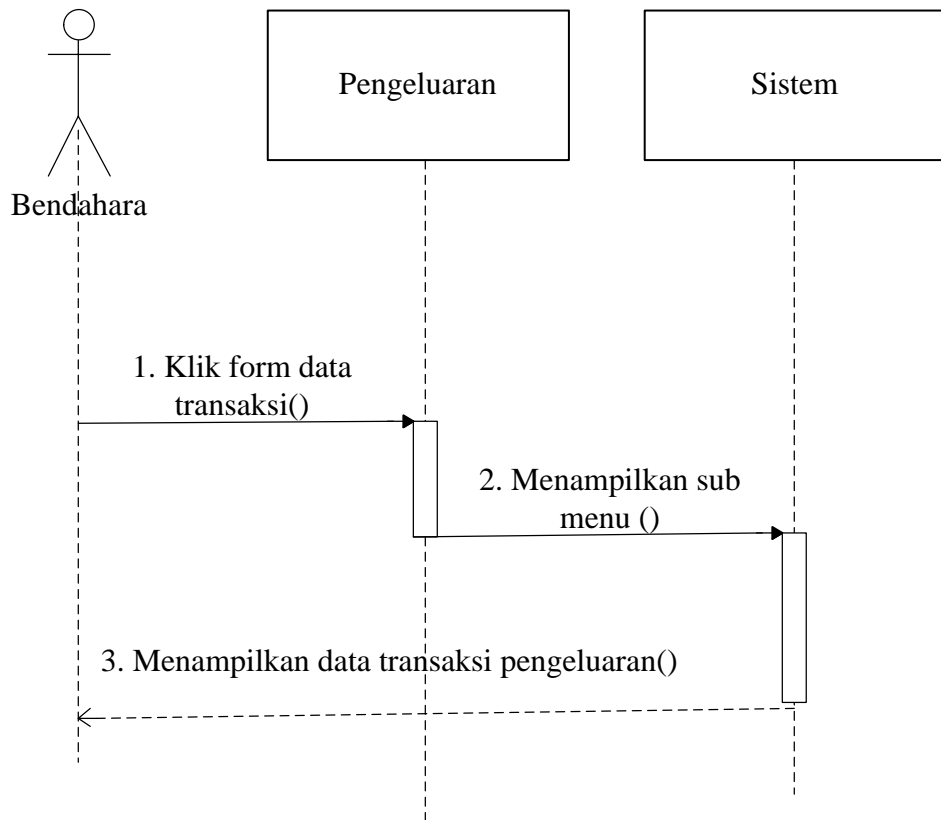 Pengeluaran
Sistem
Bendahara
1. Klik form data
transaksi()
2. Menampilkan sub
menu ()
3. Menampilkan data transaksi pengeluaran()